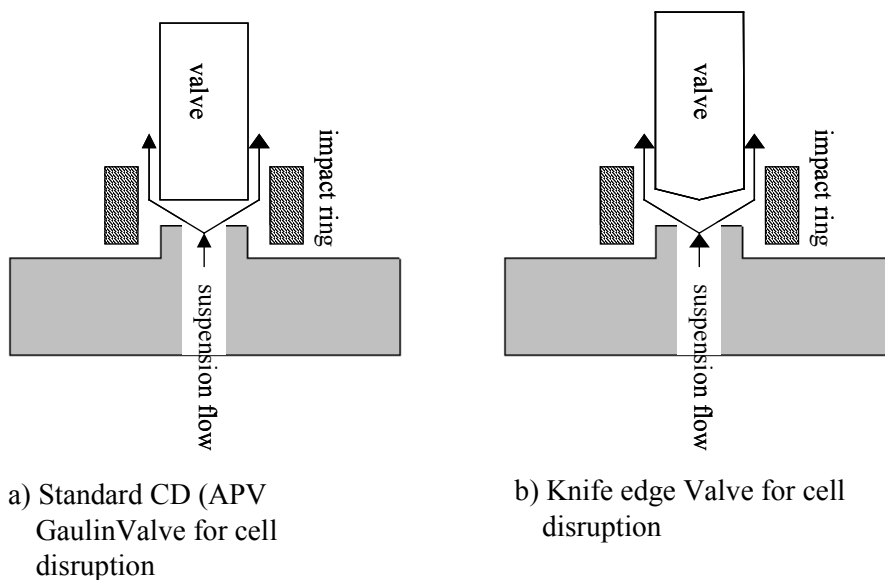 valve
impact ring
suspension flow
a) Standard CD (APV
GaulinValve for cell
disruption
valve
impact ring
suspension flow
b) Knife edge Valve for cell
disruption